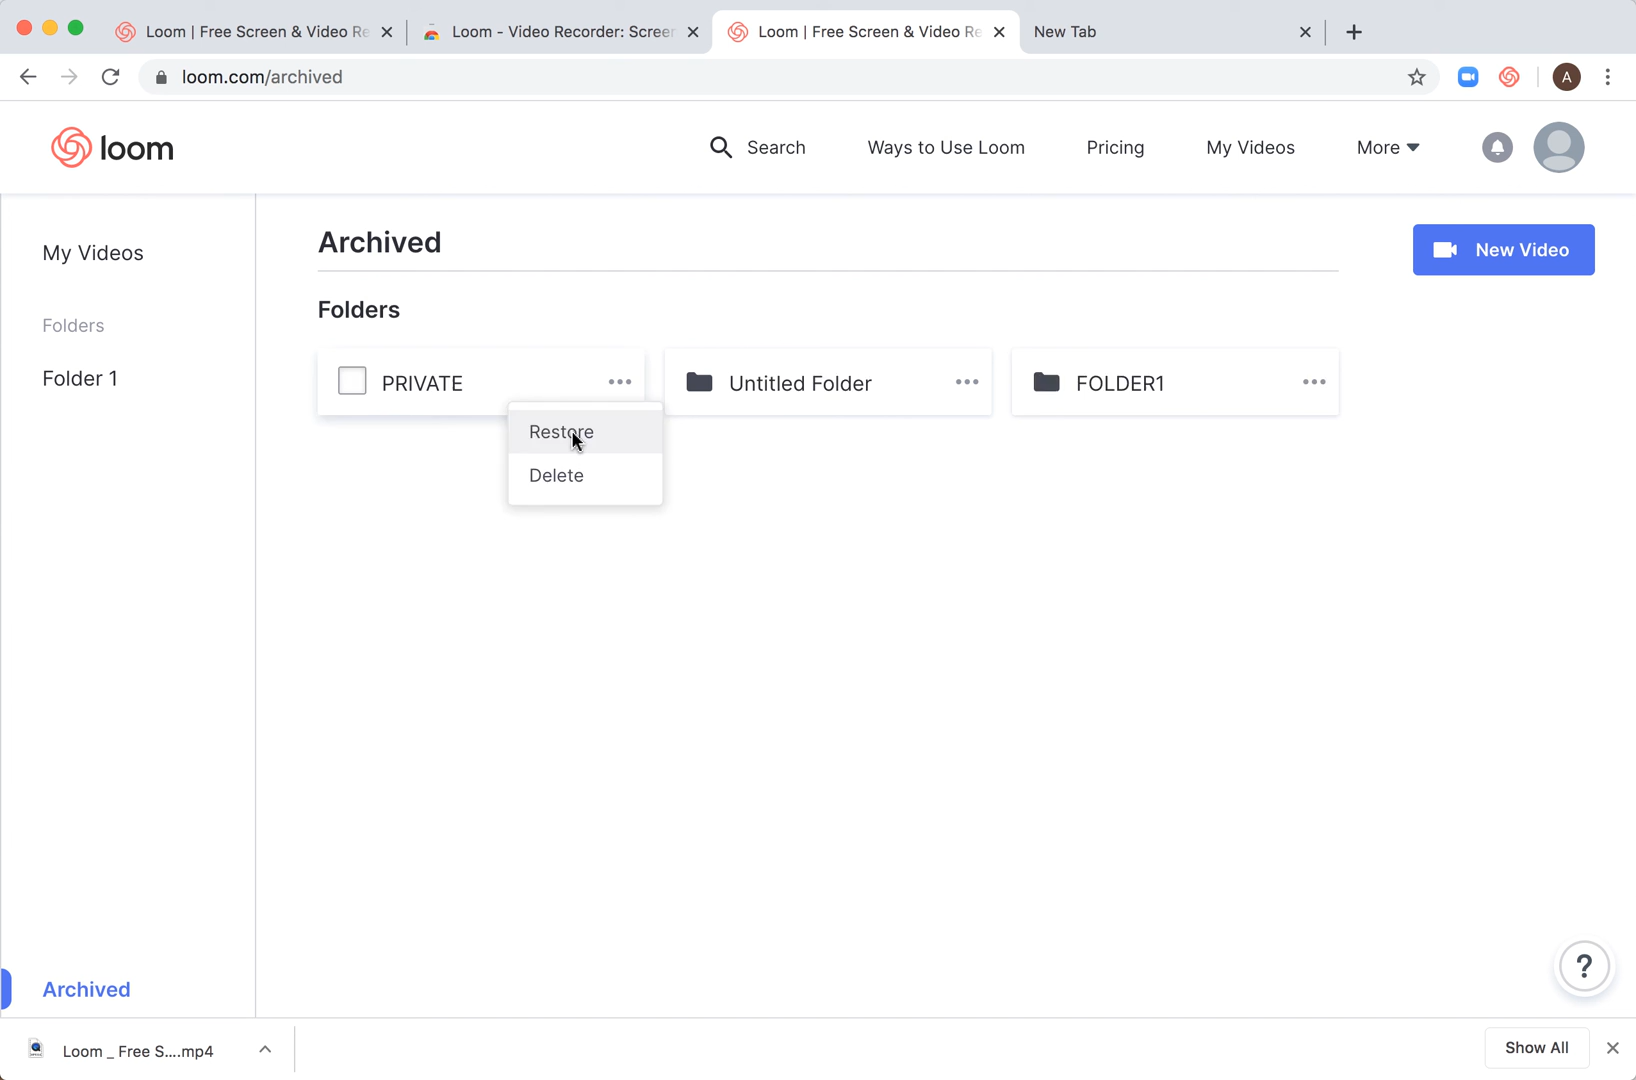 Loom | Free Screen & Video Re
Loom - Video Recorder: Screen
Loom | Free Screen & Video Re
New Tab
loom.com/archived
A
loom
Search
Ways to Use Loom
Pricing
My Videos
More
My Videos
Archived
New Video
Folders
Folders
Folder 1
PRIVATE
Untitled Folder
FOLDER1
Restore
Delete
?
Archived
Loom _ Free S....mp4
Show All